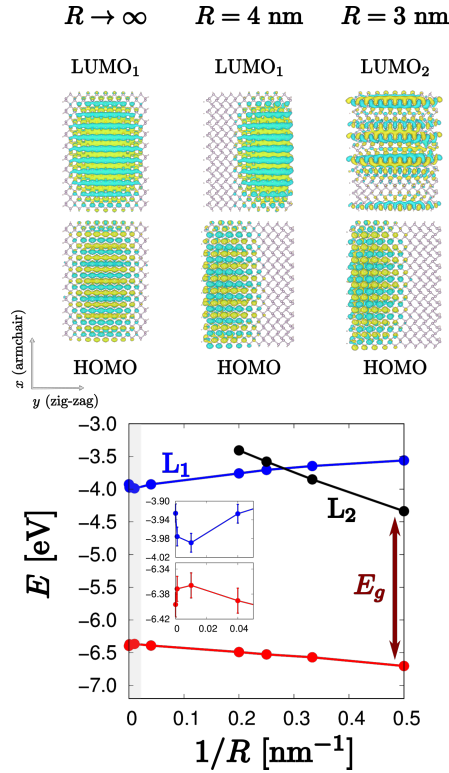 R → ∞ R = 4 nm R = 3 nm
LUMO₁ LUMO₁ LUMO₂
HOMO HOMO HOMO
x (armchair)
y (zig-zag)
−3.0
−3.5
−4.0
−4.5
−5.0
−5.5
−6.0
−6.5
−7.0
E [eV]
L₁
L₂
E_g
−3.90
−3.94
−3.98
−4.02
−6.34
−6.38
−6.42
0 0.02 0.04
0 0.1 0.2 0.3 0.4 0.5
1/R [nm⁻¹]